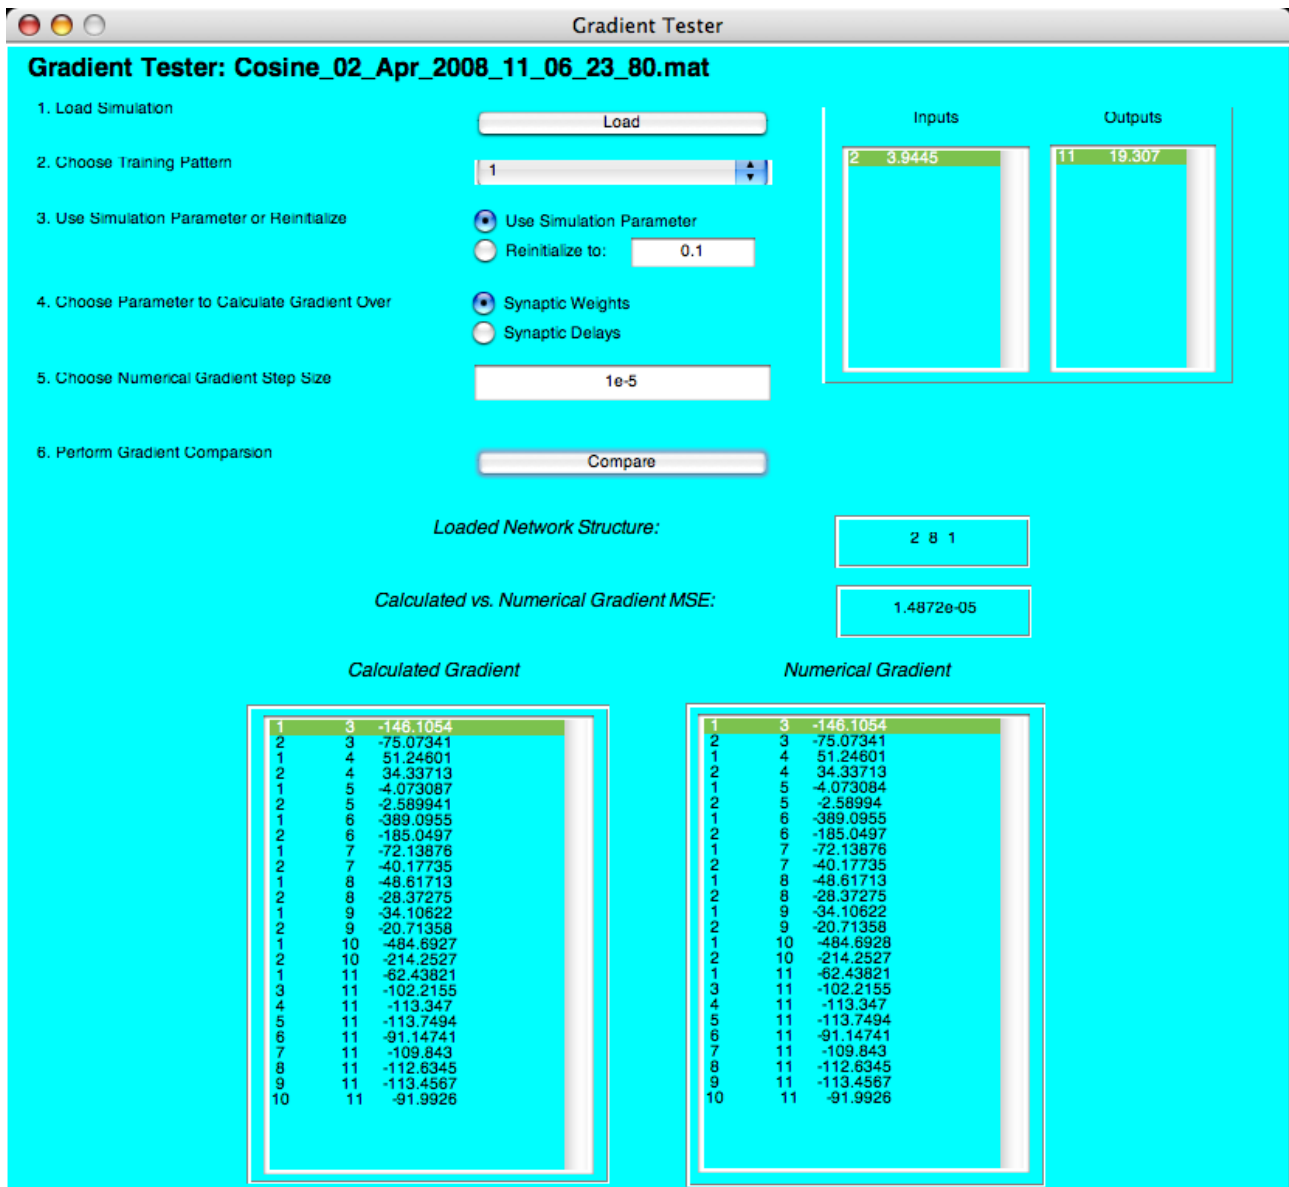 Gradient Tester
Gradient Tester: Cosine_02_Apr_2008_11_06_23_80.mat
1. Load Simulation
Load
2. Choose Training Pattern
1
3. Use Simulation Parameter or Reinitialize
Use Simulation Parameter
Reinitialize to: 0.1
4. Choose Parameter to Calculate Gradient Over
Synaptic Weights
Synaptic Delays
5. Choose Numerical Gradient Step Size
1e-5
6. Perform Gradient Comparsion
Compare
Inputs
2 3.9445
Outputs
11 19.307
Loaded Network Structure:
2 8 1
Calculated vs. Numerical Gradient MSE:
1.4872e-05
Calculated Gradient
1 3 -146.1054
2 3 -75.07341
1 4 51.24601
2 4 34.33713
1 5 -4.073087
2 5 -2.589941
1 6 -389.0955
2 6 -185.0497
1 7 -72.13876
2 7 -40.17735
1 8 -48.61713
2 8 -28.37275
1 9 -34.10622
2 9 -20.71358
1 10 -484.6927
2 10 -214.2527
1 11 -62.43821
3 11 -102.2155
4 11 -113.347
5 11 -113.7494
6 11 -91.14741
7 11 -109.843
8 11 -112.6345
9 11 -113.4567
10 11 -91.9926
Numerical Gradient
1 3 -146.1054
2 3 -75.07341
1 4 51.24601
2 4 34.33713
1 5 -4.073084
2 5 -2.58994
1 6 -389.0955
2 6 -185.0497
1 7 -72.13876
2 7 -40.17735
1 8 -48.61713
2 8 -28.37275
1 9 -34.10622
2 9 -20.71358
1 10 -484.6928
2 10 -214.2527
1 11 -62.43821
3 11 -102.2155
4 11 -113.347
5 11 -113.7494
6 11 -91.14741
7 11 -109.843
8 11 -112.6345
9 11 -113.4567
10 11 -91.9926